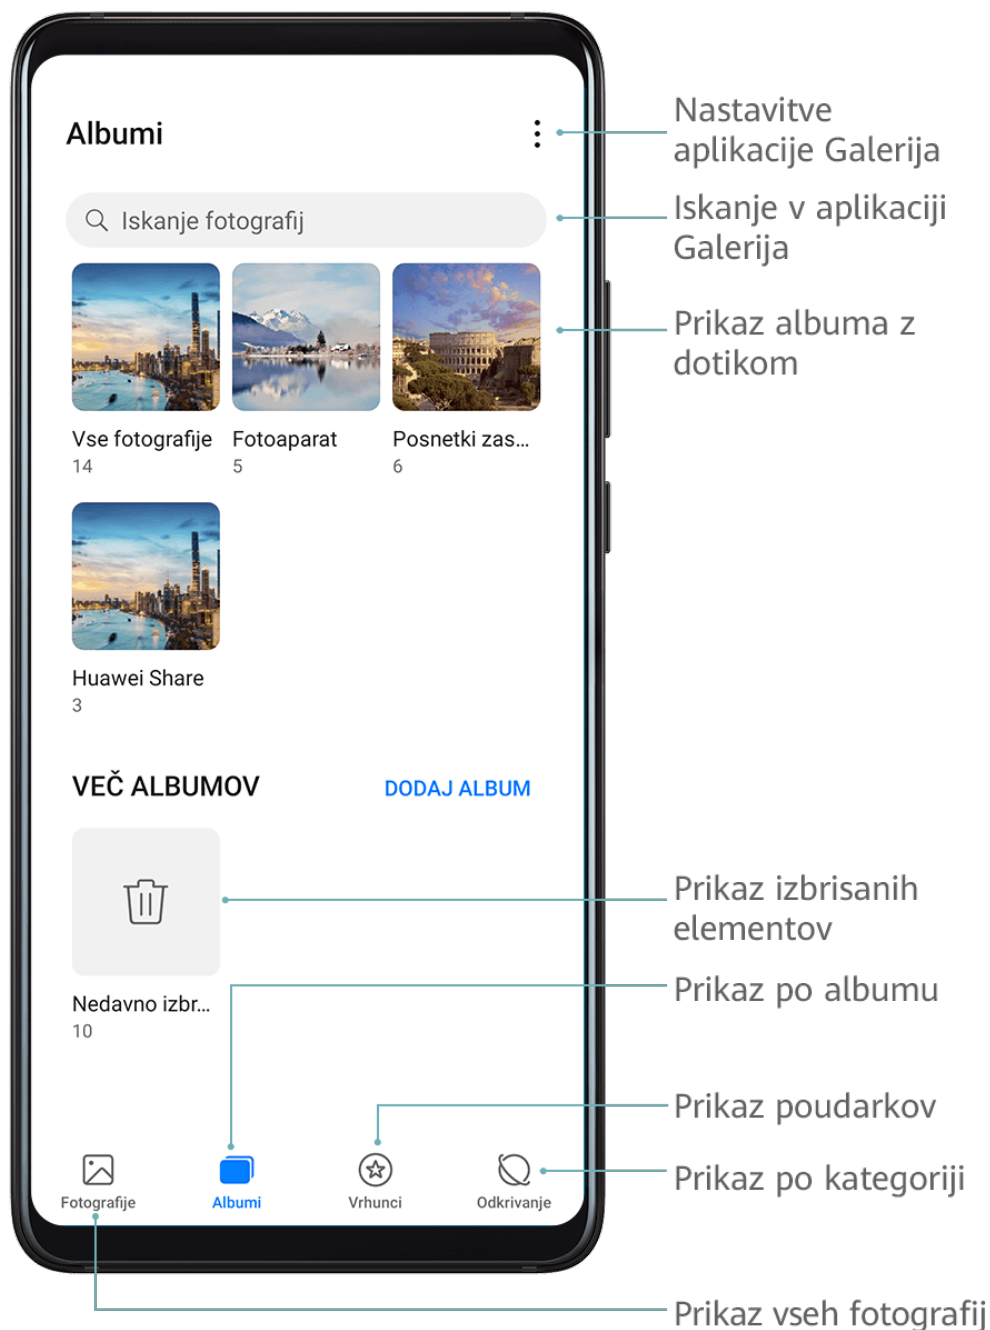 Albumi
Nastavitve
aplikacije Galerija
Iskanje fotografij
Iskanje v aplikaciji
Galerija
Prikaz albuma z
dotikom
Vse fotografije
14
Fotoaparat
5
Posnetki zas...
6
Huawei Share
3
VEČ ALBUMOV
DODAJ ALBUM
Prikaz izbrisanih
elementov
Nedavno izbr...
10
Prikaz po albumu
Prikaz poudarkov
Prikaz po kategoriji
Fotografije
Albumi
Vrhunci
Odkrivanje
Prikaz vseh fotografij